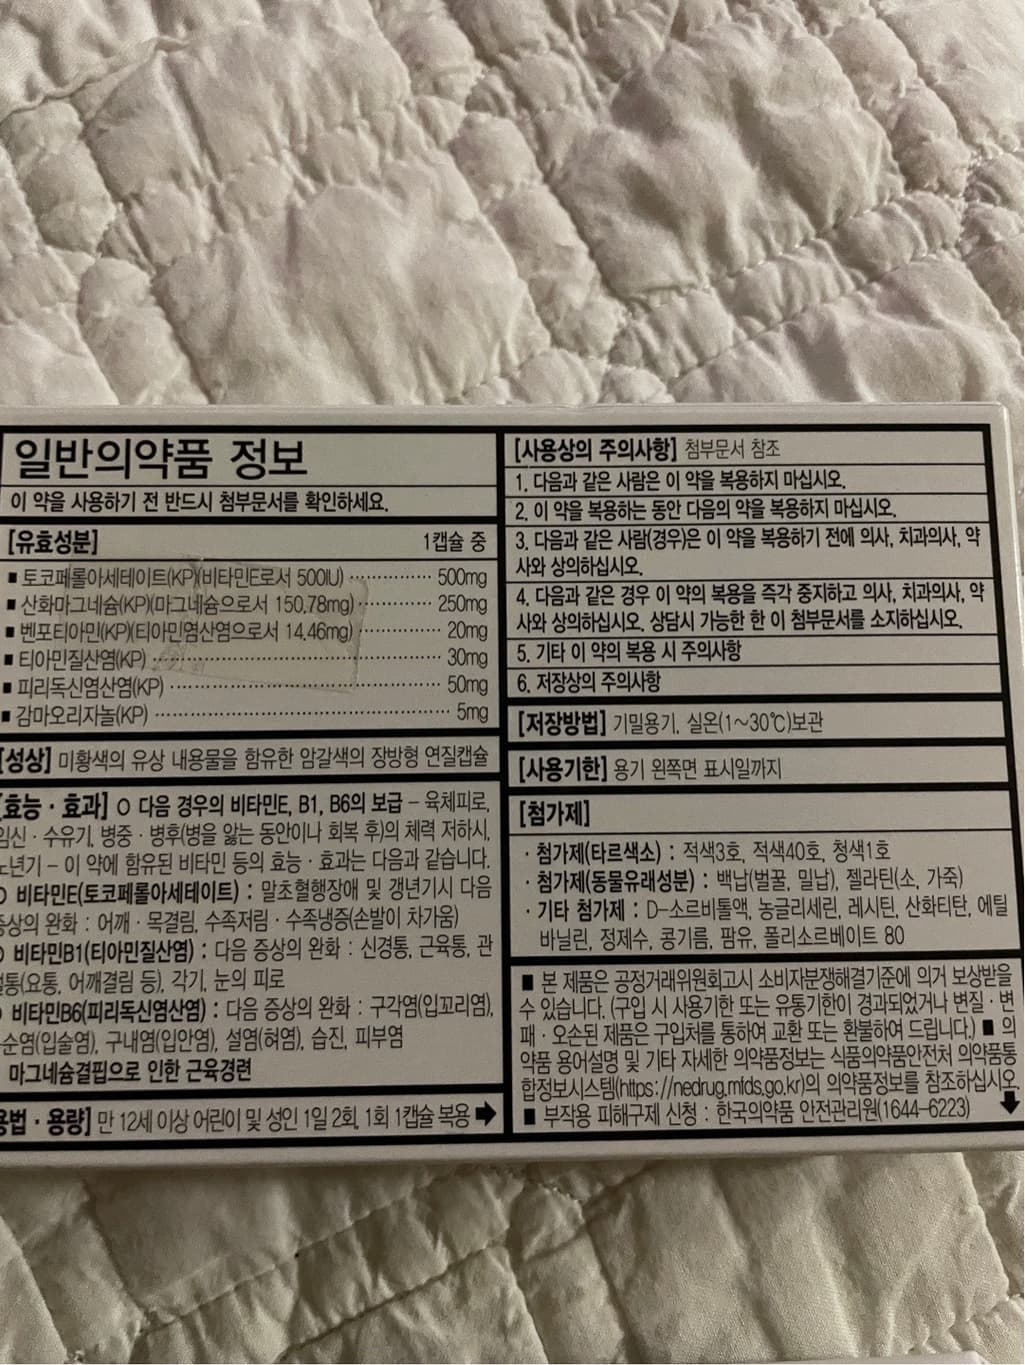 일반의약품 정보
이 약을 사용하기 전 반드시 첨부문서를 확인하세요.
[유효성분] 1캡슐 중
■ 토코페롤아세테이트(KP)(비타민E로서 500IU) 500mg
■ 산화마그네슘(KP)(마그네슘으로서 150.78mg) 250mg
■ 벤포티아민(KP)(티아민염산염으로서 14.46mg) 20mg
■ 티아민질산염(KP) 30mg
■ 피리독신염산염(KP) 50mg
■ 감마오리자놀(KP) 5mg
[성상] 미황색의 유상 내용물을 함유한 암갈색의 장방형 연질캡슐
[효능·효과] ○ 다음 경우의 비타민E, B1, B6의 보급 – 육체피로,
임신·수유기, 병중·병후(병을 앓는 동안이나 회복 후)의 체력 저하시,
노년기 – 이 약에 함유된 비타민 등의 효능·효과는 다음과 같습니다.
○ 비타민E(토코페롤아세테이트) : 말초혈행장애 및 갱년기시 다음
증상의 완화 : 어깨·목결림, 수족저림·수족냉증(손발이 차가움)
○ 비타민B1(티아민질산염) : 다음 증상의 완화 : 신경통, 근육통, 관
절통(요통, 어깨결림 등), 각기, 눈의 피로
○ 비타민B6(피리독신염산염) : 다음 증상의 완화 : 구각염(입꼬리염),
구순염(입술염), 구내염(입안염), 설염(혀염), 습진, 피부염
마그네슘결핍으로 인한 근육경련
용법·용량] 만 12세 이상 어린이 및 성인 1일 2회, 1회 1캡슐 복용 ➡
[사용상의 주의사항] 첨부문서 참조
1. 다음과 같은 사람은 이 약을 복용하지 마십시오.
2. 이 약을 복용하는 동안 다음의 약을 복용하지 마십시오.
3. 다음과 같은 사람(경우)은 이 약을 복용하기 전에 의사, 치과의사, 약
사와 상의하십시오.
4. 다음과 같은 경우 이 약의 복용을 즉각 중지하고 의사, 치과의사, 약
사와 상의하십시오. 상담시 가능한 한 이 첨부문서를 소지하십시오.
5. 기타 이 약의 복용 시 주의사항
6. 저장상의 주의사항
[저장방법] 기밀용기, 실온(1~30℃)보관
[사용기한] 용기 왼쪽면 표시일까지
[첨가제]
· 첨가제(타르색소) : 적색3호, 적색40호, 청색1호
· 첨가제(동물유래성분) : 백납(벌꿀, 밀납), 젤라틴(소, 가죽)
· 기타 첨가제 : D-소르비톨액, 농글리세린, 레시틴, 산화티탄, 에틸
바닐린, 정제수, 콩기름, 팜유, 폴리소르베이트 80
■ 본 제품은 공정거래위원회고시 소비자분쟁해결기준에 의거 보상받을
수 있습니다. (구입 시 사용기한 또는 유통기한이 경과되었거나 변질·변
패·오손된 제품은 구입처를 통하여 교환 또는 환불하여 드립니다.) ■ 의
약품 용어설명 및 기타 자세한 의약품정보는 식품의약품안전처 의약품통
합정보시스템(https://nedrug.mfds.go.kr)의 의약품정보를 참조하십시오.
■ 부작용 피해구제 신청 : 한국의약품 안전관리원(1644-6223) ⬇